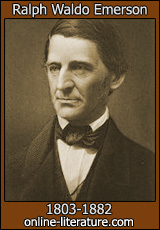 Ralph Waldo Emerson
1803-1882
online-literature.com